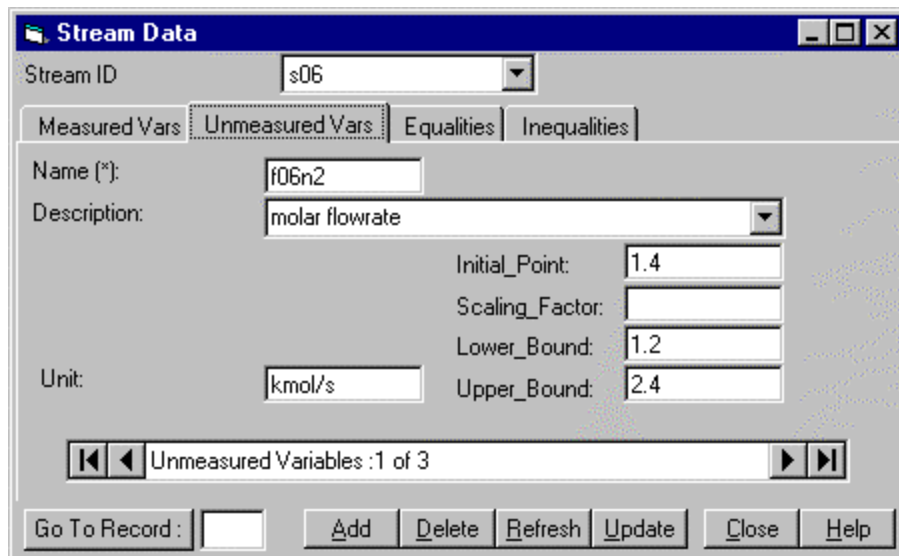 Stream Data
Stream ID s06
Measured Vars Unmeasured Vars Equalities Inequalities
Name (*): f06n2
Description: molar flowrate
Initial_Point: 1.4
Scaling_Factor:
Lower_Bound: 1.2
Unit: kmol/s Upper_Bound: 2.4
Unmeasured Variables :1 of 3
Go To Record : Add Delete Refresh Update Close Help